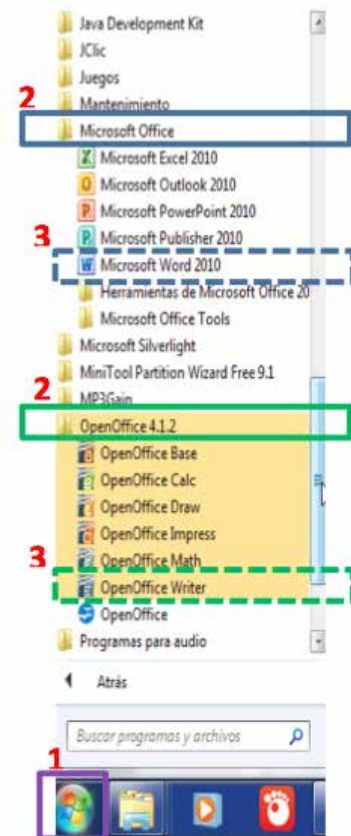 Java Development Kit
JClic
Juegos
2
Mantenimiento
Microsoft Office
Microsoft Excel 2010
Microsoft Outlook 2010
Microsoft PowerPoint 2010
3
Microsoft Publisher 2010
Microsoft Word 2010
Herramientas de Microsoft Office 20
Microsoft Office Tools
Microsoft Silverlight
MiniTool Partition Wizard Free 9.1
2
MP3Gain
OpenOffice 4.1.2
OpenOffice Base
OpenOffice Calc
OpenOffice Draw
OpenOffice Impress
3
OpenOffice Math
OpenOffice Writer
OpenOffice
Programas para audio
Atrás
Buscar programas y archivos
1